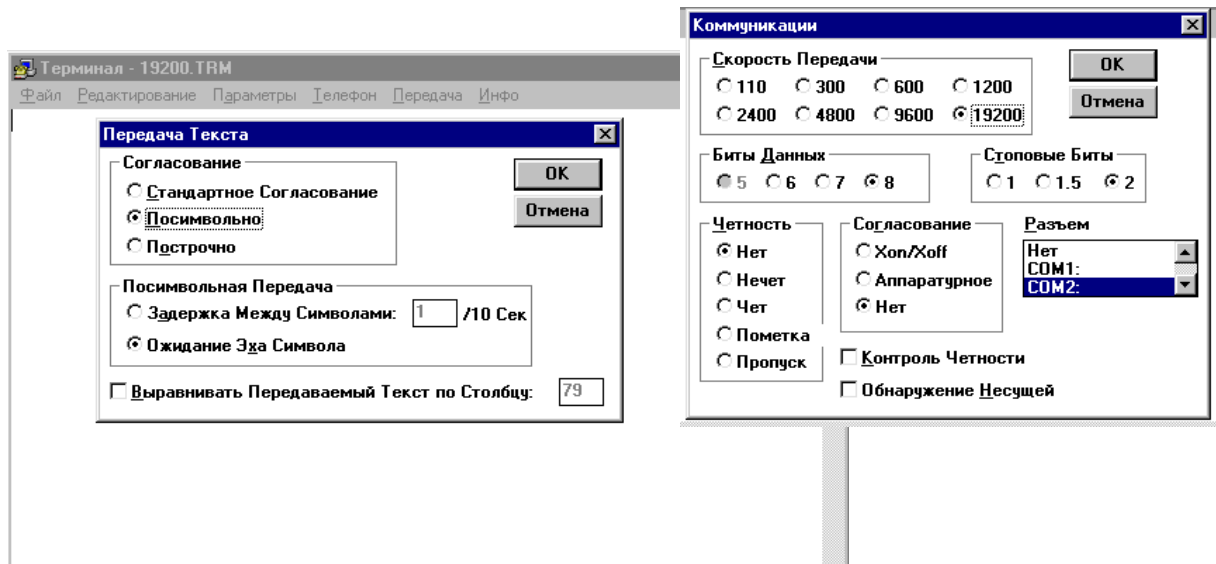 Терминал - 19200.TRM
Файл Редактирование Параметры Телефон Передача Инфо
Передача Текста
Согласование
Стандартное Согласование
Посимвольно
Построчно
OK
Отмена
Посимвольная Передача
Задержка Между Символами: 1 /10 Сек
Ожидание Эха Символа
Выравнивать Передаваемый Текст по Столбцу: 79
Коммуникации
Скорость Передачи
110 300 600 1200
2400 4800 9600 19200
OK
Отмена
Биты Данных
5 6 7 8
Стоповые Биты
1 1.5 2
Четность
Нет
Нечет
Чет
Пометка
Пропуск
Согласование
Xon/Xoff
Аппаратурное
Нет
Разъем
Нет
COM1:
COM2:
Контроль Четности
Обнаружение Несущей